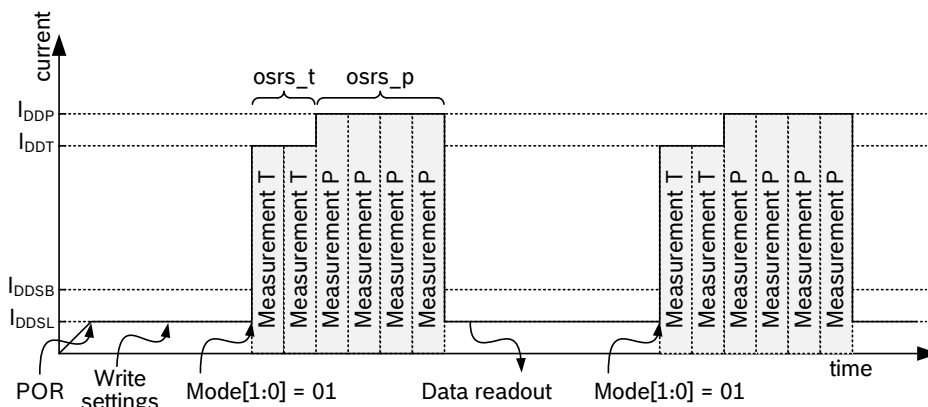 current
osrs_t
osrs_p
IDDP
IDDT
IDDSB
IDDSL
Measurement T
Measurement T
Measurement P
Measurement P
Measurement P
Measurement P
Measurement T
Measurement T
Measurement P
Measurement P
Measurement P
Measurement P
time
POR
Write
settings
Mode[1:0] = 01
Data readout
Mode[1:0] = 01